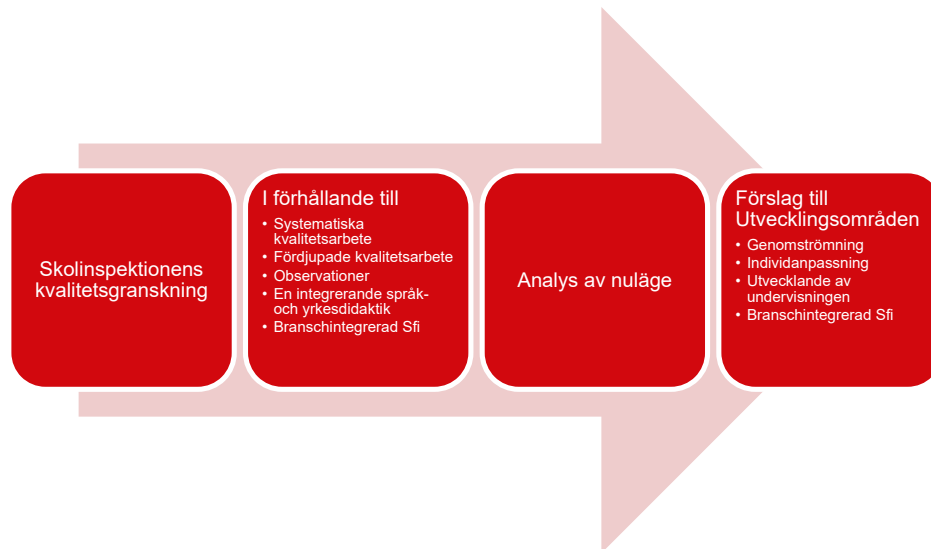 Skolinspektionens
kvalitetsgranskning
I förhållande till
• Systematiska
kvalitetsarbete
• Fördjupade kvalitetsarbete
• Observationer
• En integrerande språk-
och yrkesdidaktik
• Branschintegrerad Sfi
Analys av nuläge
Förslag till
Utvecklingsområden
• Genomströmning
• Individanpassning
• Utvecklande av
undervisningen
• Branschintegrerad Sfi